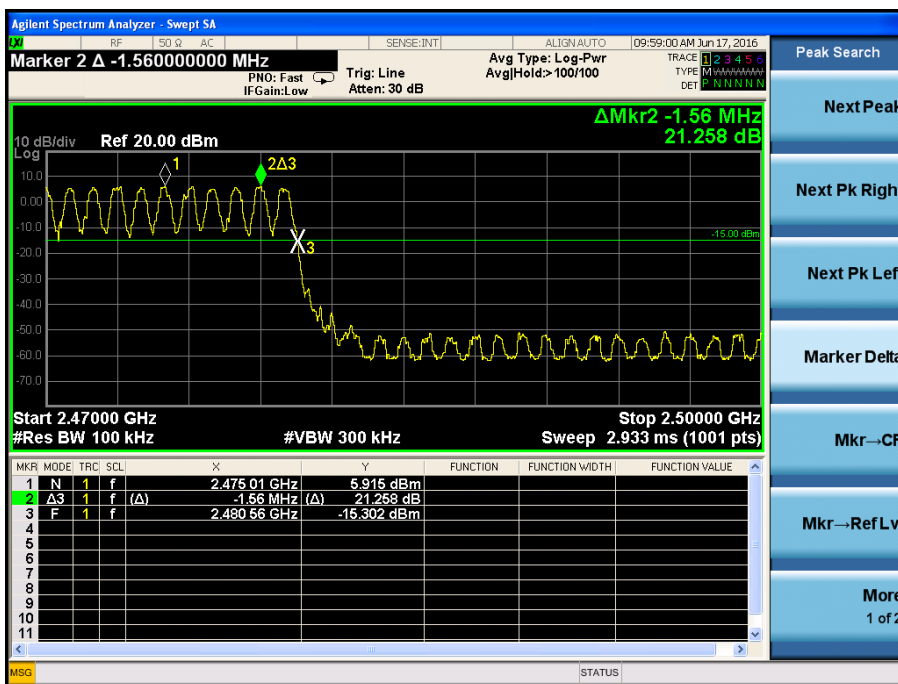 Agilent Spectrum Analyzer - Swept SA
LXI RF 50 Ω AC SENSE:INT ALIGN AUTO 09:59:00 AM Jun 17, 2016
Marker 2 Δ -1.560000000 MHz
PNO: Fast
IFGain:Low
Trig: Line
Atten: 30 dB
Avg Type: Log-Pwr
Avg|Hold:>100/100
TRACE 1 2 3 4 5 6
TYPE M
DET P N N N N N
ΔMkr2 -1.56 MHz
21.258 dB
10 dB/div Ref 20.00 dBm
Log
10.0
0.00
-10.0
-20.0
-30.0
-40.0
-50.0
-60.0
-70.0
1
2Δ3
3
-15.00 dBm
Start 2.47000 GHz
Stop 2.50000 GHz
#Res BW 100 kHz
#VBW 300 kHz
Sweep 2.933 ms (1001 pts)
MKR MODE TRC SCL X Y FUNCTION FUNCTION WIDTH FUNCTION VALUE
1 N 1 f 2.475 01 GHz 5.915 dBm
2 Δ3 1 f (Δ) -1.56 MHz (Δ) 21.258 dB
3 F 1 f 2.480 56 GHz -15.302 dBm
4
5
6
7
8
9
10
11
MSG
STATUS
Peak Search
Next Peak
Next Pk Righ
Next Pk Lef
Marker Delta
Mkr→CF
Mkr→Ref Lv
More
1 of 2